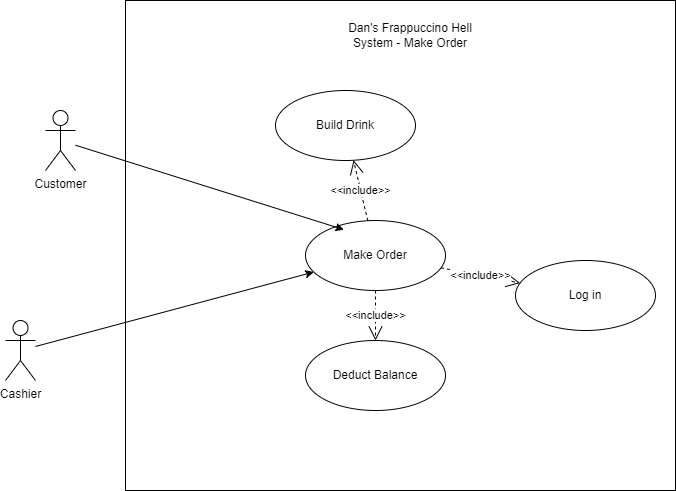 Dan's Frappuccino Hell
System - Make Order
Build Drink
Customer
<<include>>
Make Order
<<include>>
Log in
<<include>>
Deduct Balance
Cashier